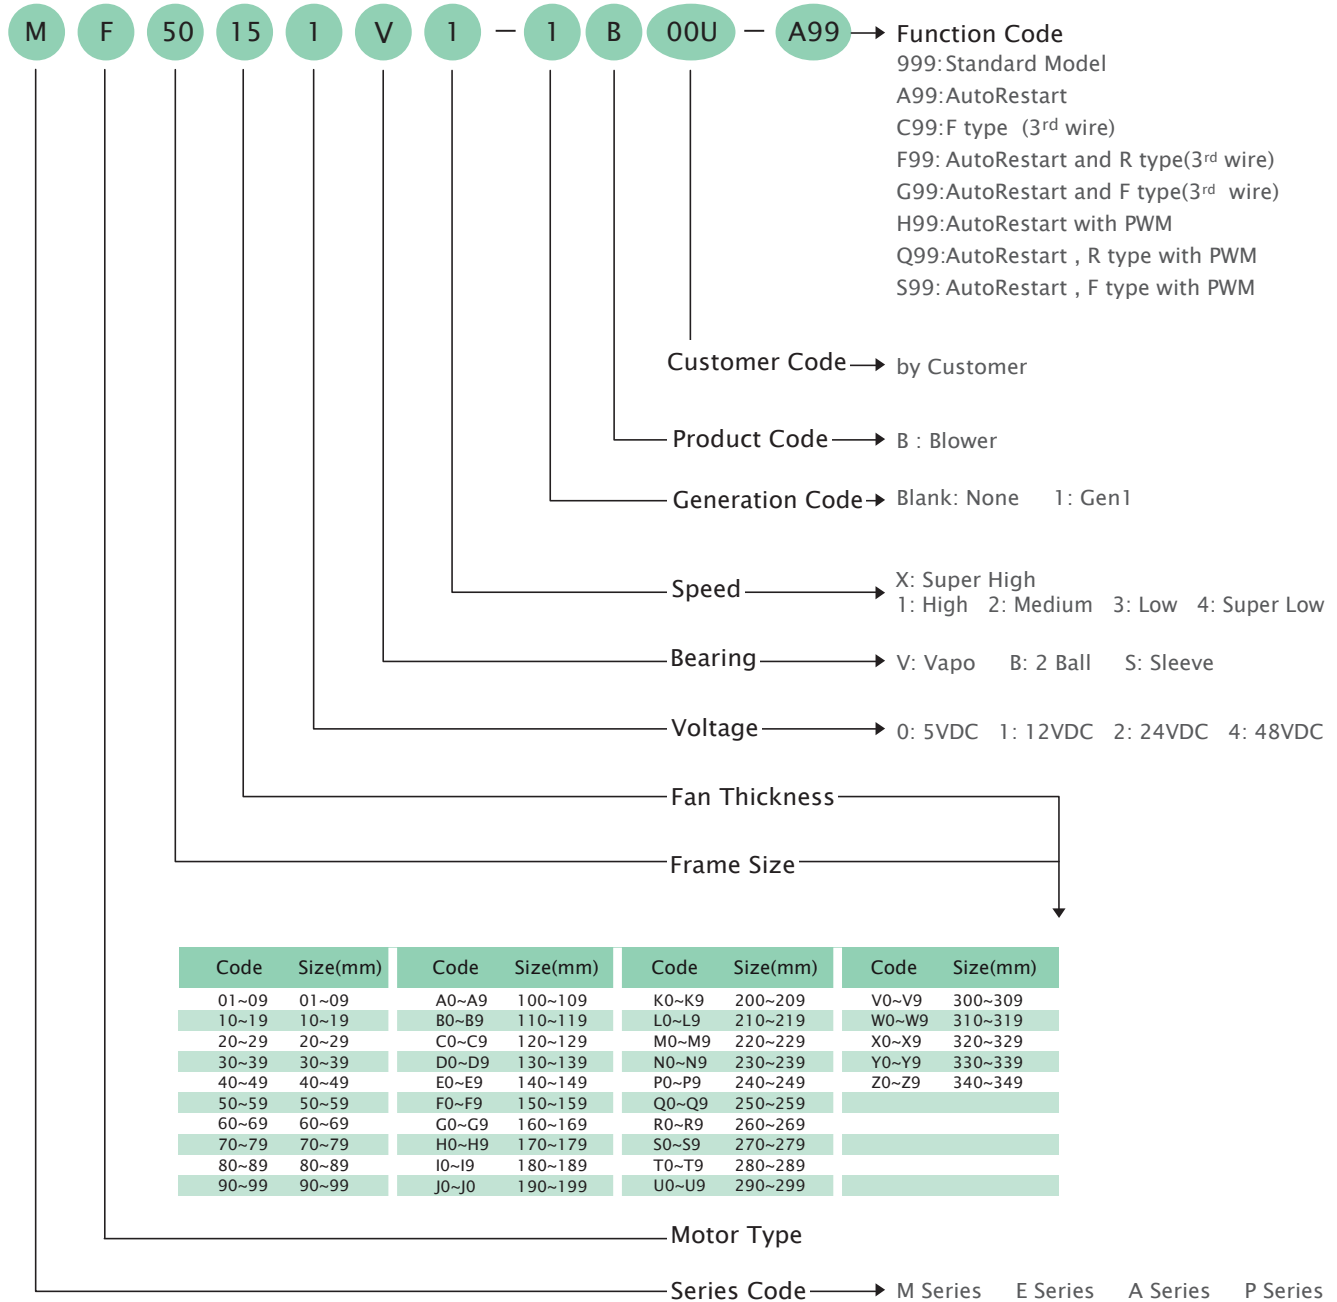 M F 50 15 1 V 1 — 1 B 00U — A99 Function Code
999:Standard Model
A99:AutoRestart
C99:F type (3rd wire)
F99: AutoRestart and R type(3rd wire)
G99:AutoRestart and F type(3rd wire)
H99:AutoRestart with PWM
Q99:AutoRestart , R type with PWM
S99: AutoRestart , F type with PWM
Customer Code by Customer
Product Code B : Blower
Generation Code Blank: None 1: Gen1
Speed X: Super High
1: High 2: Medium 3: Low 4: Super Low
Bearing V: Vapo B: 2 Ball S: Sleeve
Voltage 0: 5VDC 1: 12VDC 2: 24VDC 4: 48VDC
Fan Thickness
Frame Size
Code Size(mm) Code Size(mm) Code Size(mm) Code Size(mm)
01~09 01~09 A0~A9 100~109 K0~K9 200~209 V0~V9 300~309
10~19 10~19 B0~B9 110~119 L0~L9 210~219 W0~W9 310~319
20~29 20~29 C0~C9 120~129 M0~M9 220~229 X0~X9 320~329
30~39 30~39 D0~D9 130~139 N0~N9 230~239 Y0~Y9 330~339
40~49 40~49 E0~E9 140~149 P0~P9 240~249 Z0~Z9 340~349
50~59 50~59 F0~F9 150~159 Q0~Q9 250~259
60~69 60~69 G0~G9 160~169 R0~R9 260~269
70~79 70~79 H0~H9 170~179 S0~S9 270~279
80~89 80~89 I0~I9 180~189 T0~T9 280~289
90~99 90~99 J0~J0 190~199 U0~U9 290~299
Motor Type
Series Code M Series E Series A Series P Series